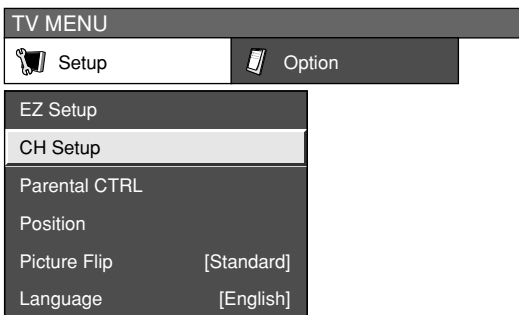 TV MENU
Setup Option
EZ Setup
CH Setup
Parental CTRL
Position
Picture Flip [Standard]
Language [English]